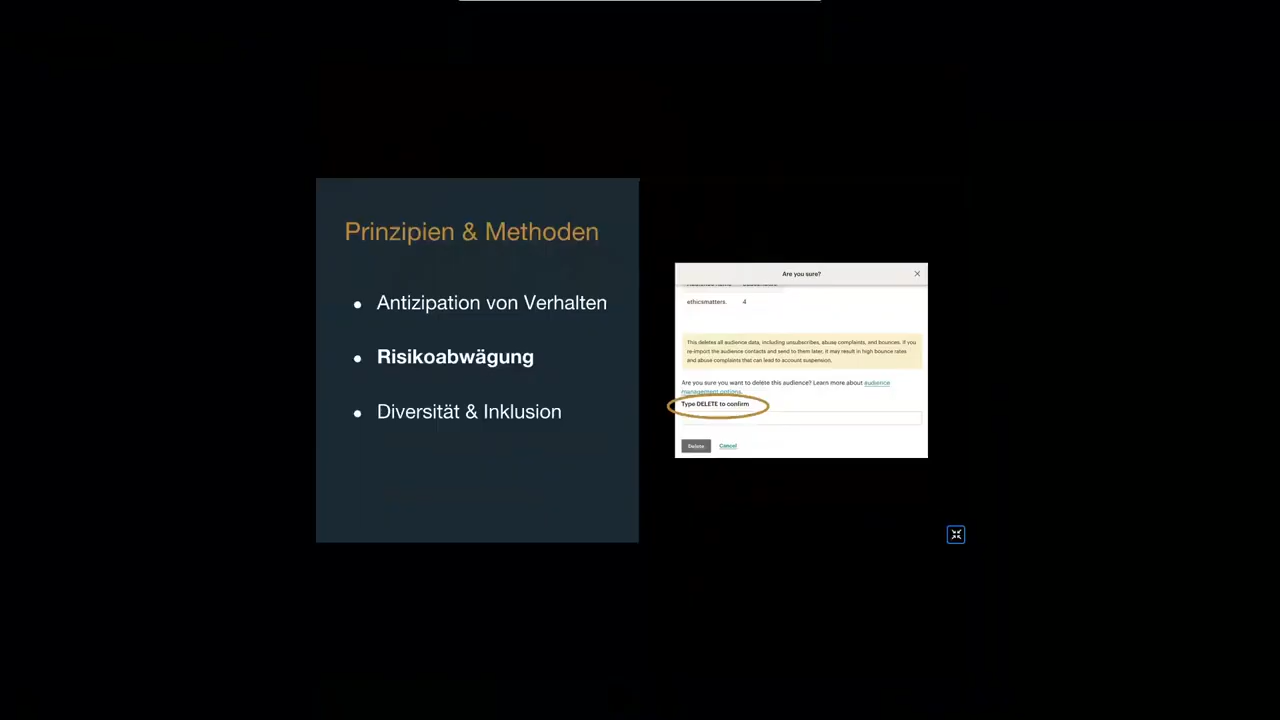 Prinzipien & Methoden
• Antizipation von Verhalten
• Risikoabwägung
• Diversität & Inklusion
Are you sure?
ethicsmatters. 4
This deletes all audience data, including unsubscribes, abuse complaints, and bounces. If you
re-import the audience contacts and send to them later, it may result in high bounce rates
and abuse complaints that can lead to account suspension.
Are you sure you want to delete this audience? Learn more about audience
management options.
Type DELETE to confirm
Delete Cancel